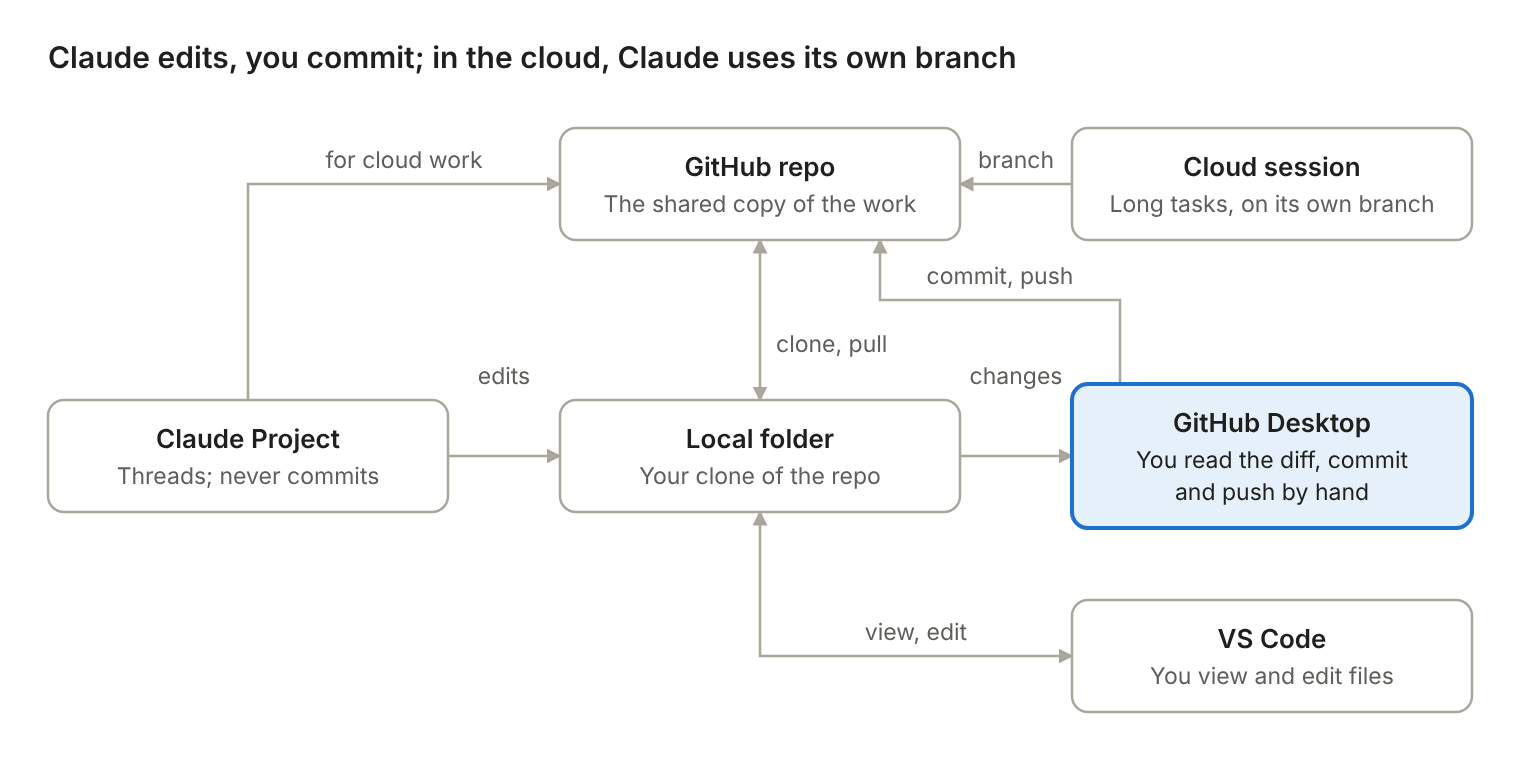 Claude edits, you commit; in the cloud, Claude uses its own branch
for cloud work
GitHub repo
The shared copy of the work
branch
Cloud session
Long tasks, on its own branch
commit, push
clone, pull
edits
changes
Claude Project
Threads; never commits
Local folder
Your clone of the repo
GitHub Desktop
You read the diff, commit
and push by hand
view, edit
VS Code
You view and edit files